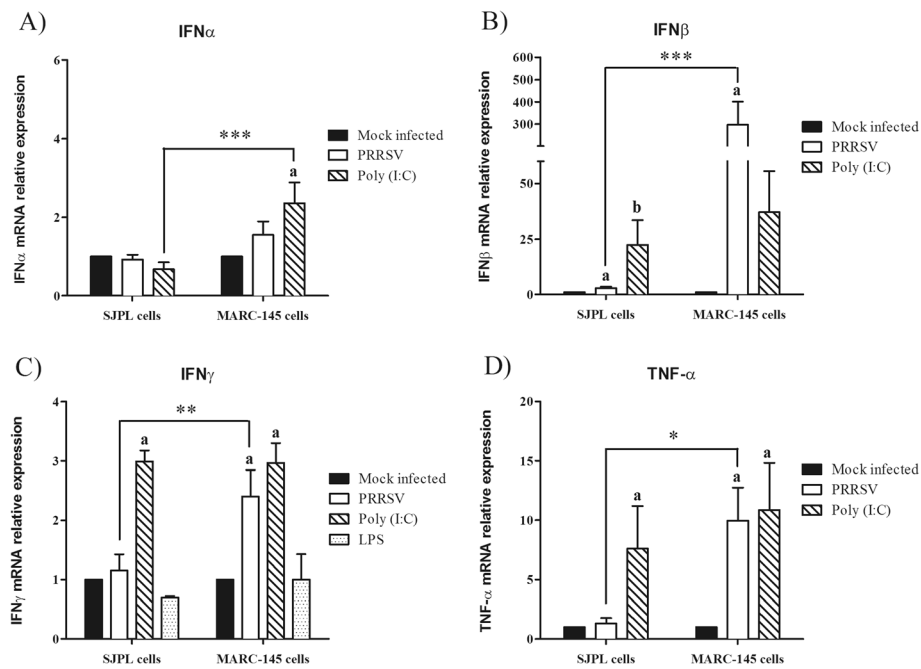 A)
IFNα
IFNα mRNA relative expression
6
4
2
0
***
a
SJPL cells
MARC-145 cells
Mock infected
PRRSV
Poly (I:C)
B)
IFNβ
IFNβ mRNA relative expression
600
500
400
300
50
25
0
***
a
b
a
SJPL cells
MARC-145 cells
Mock infected
PRRSV
Poly (I:C)
C)
IFNγ
IFNγ mRNA relative expression
4
3
2
1
0
**
a
a
a
SJPL cells
MARC-145 cells
Mock infected
PRRSV
Poly (I:C)
LPS
D)
TNF-α
TNF-α mRNA relative expression
20
15
10
5
0
*
a
a
a
SJPL cells
MARC-145 cells
Mock infected
PRRSV
Poly (I:C)